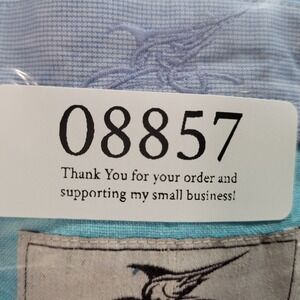 08857
Thank You for your order and
supporting my small business!